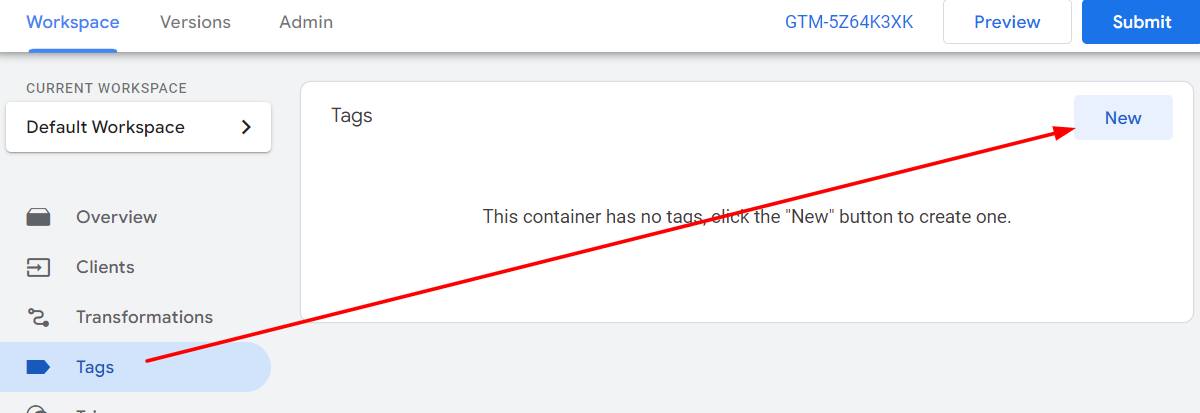 Workspace Versions Admin GTM-5Z64K3XK Preview Submit
CURRENT WORKSPACE
Default Workspace
Tags New
This container has no tags, click the "New" button to create one.
Overview
Clients
Transformations
Tags